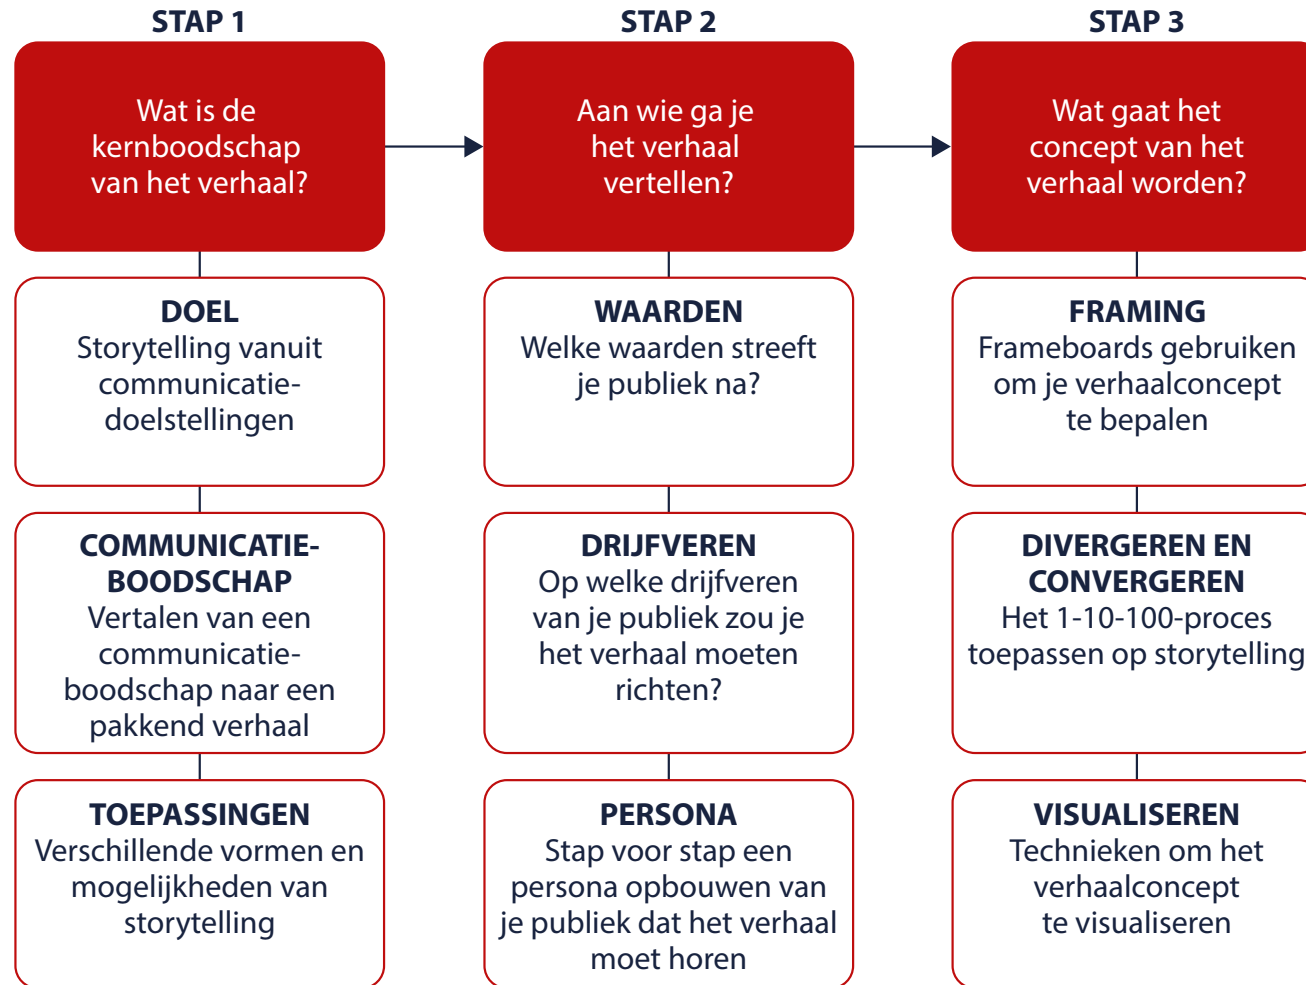 STAP 1
Wat is de
kernboodschap
van het verhaal?
DOEL
Storytelling vanuit
communicatie-
doelstellingen
COMMUNICATIE-
BOODSCHAP
Vertalen van een
communicatie-
boodschap naar een
pakkend verhaal
TOEPASSINGEN
Verschillende vormen en
mogelijkheden van
storytelling
STAP 2
Aan wie ga je
het verhaal
vertellen?
WAARDEN
Welke waarden streeft
je publiek na?
DRIJFVEREN
Op welke drijfveren
van je publiek zou je
het verhaal moeten
richten?
PERSONA
Stap voor stap een
persona opbouwen van
je publiek dat het verhaal
moet horen
STAP 3
Wat gaat het
concept van het
verhaal worden?
FRAMING
Frameboards gebruiken
om je verhaalconcept
te bepalen
DIVERGEREN EN
CONVERGEREN
Het 1-10-100-proces
toepassen op storytelling
VISUALISEREN
Technieken om het
verhaalconcept
te visualiseren